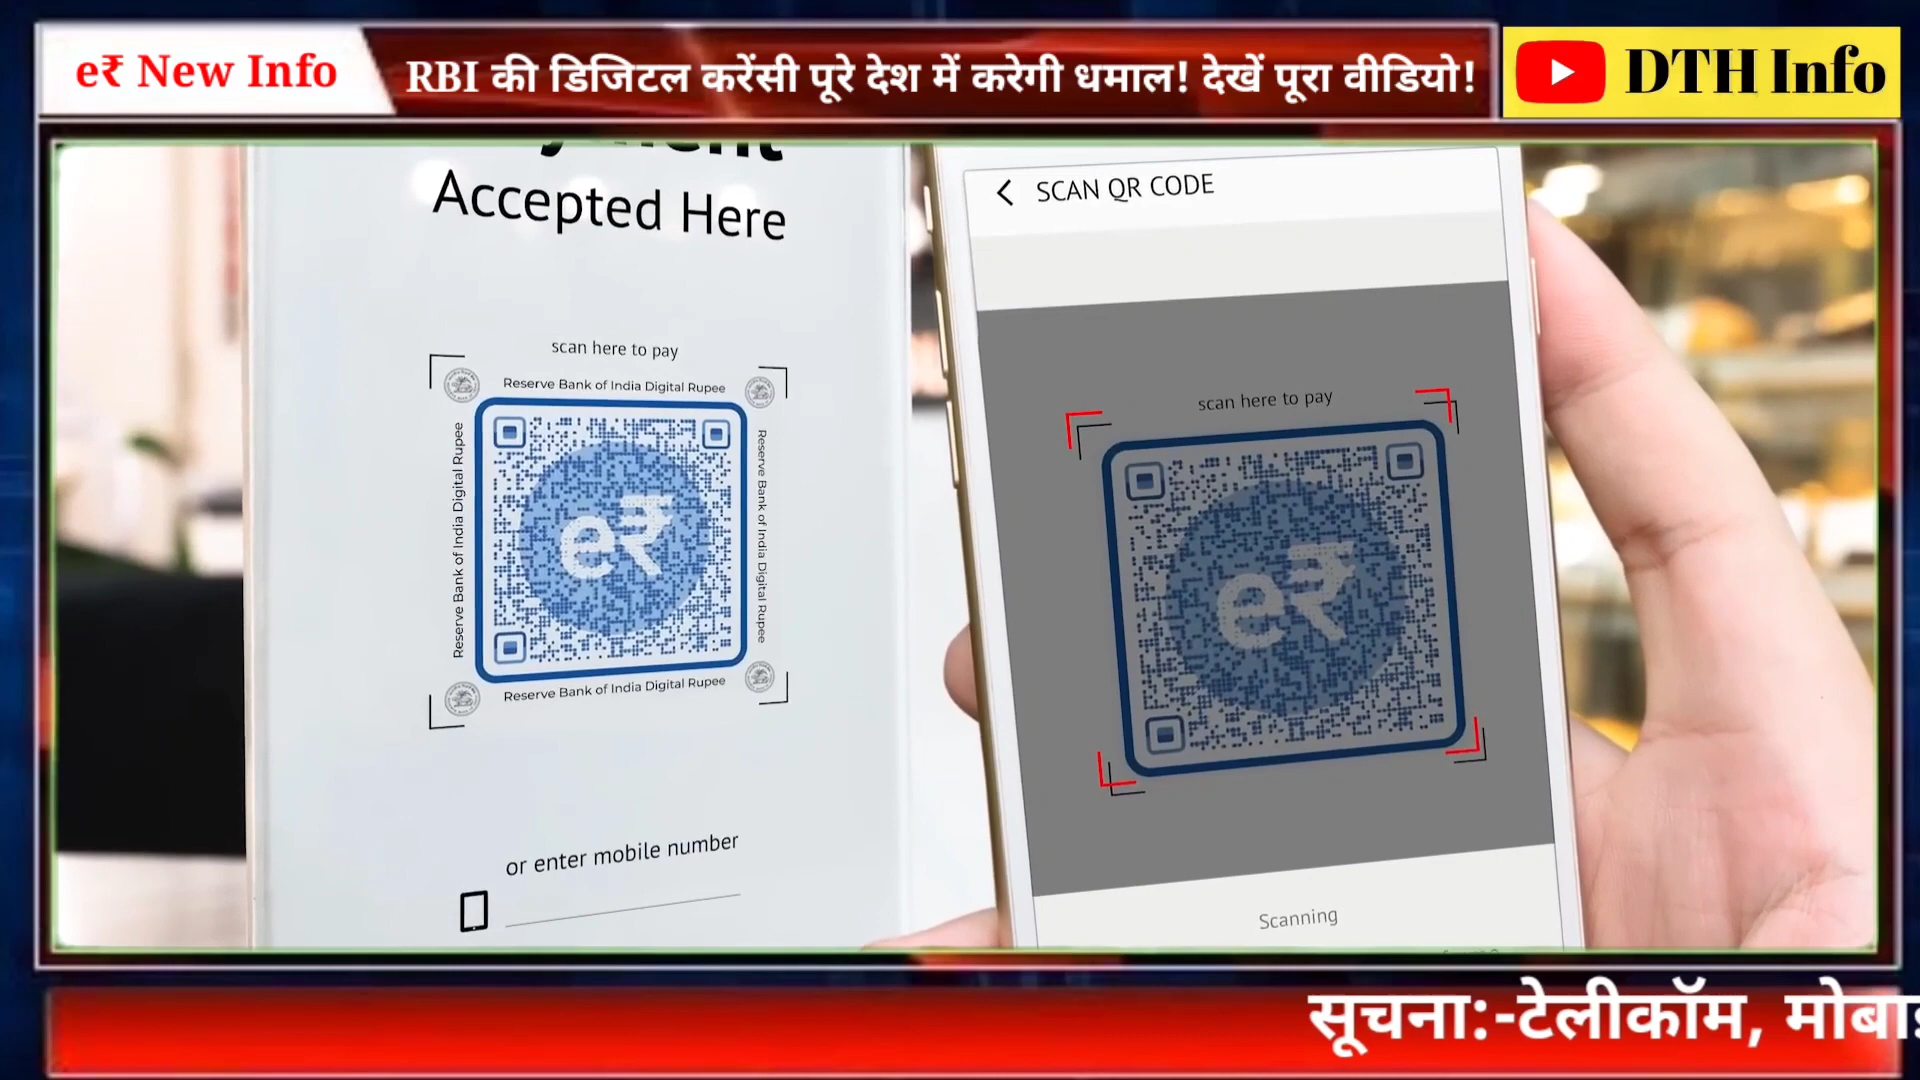 e₹ New Info
RBI की डिजिटल करेंसी पूरे देश में करेगी धमाल! देखें पूरा वीडियो!
DTH Info
Accepted Here
scan here to pay
Reserve Bank of India Digital Rupee
Reserve Bank of India Digital Rupee
Reserve Bank of India Digital Rupee
e₹
Reserve Bank of India Digital Rupee
or enter mobile number
SCAN QR CODE
scan here to pay
e₹
Scanning
सूचना:-टेलीकॉम,